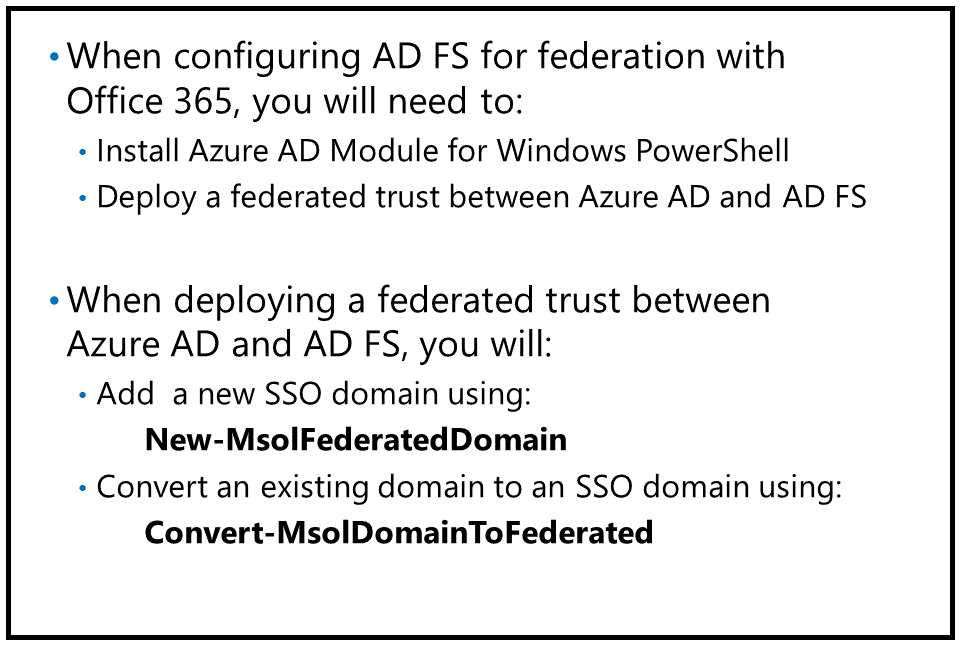 • When configuring AD FS for federation with
Office 365, you will need to:
• Install Azure AD Module for Windows PowerShell
• Deploy a federated trust between Azure AD and AD FS
• When deploying a federated trust between
Azure AD and AD FS, you will:
• Add  a new SSO domain using:
New-MsolFederatedDomain
• Convert an existing domain to an SSO domain using:
Convert-MsolDomainToFederated